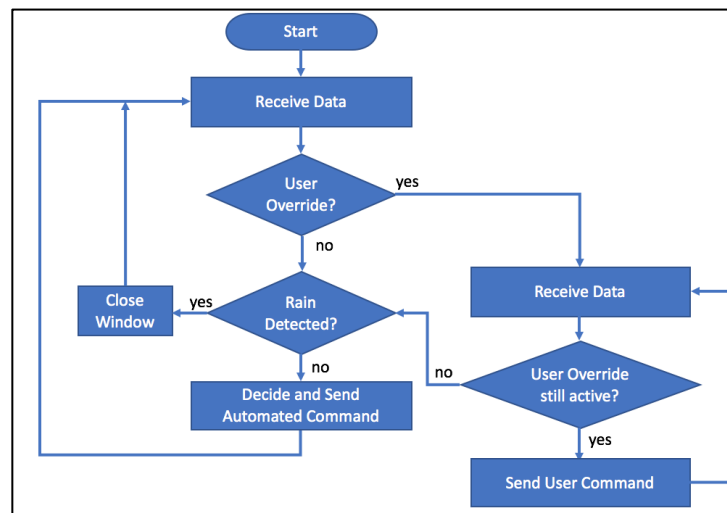 Start
Receive Data
User
Override?
yes
no
Receive Data
Close
Window
yes
Rain
Detected?
no
no
User Override
still active?
Decide and Send
Automated Command
yes
Send User Command